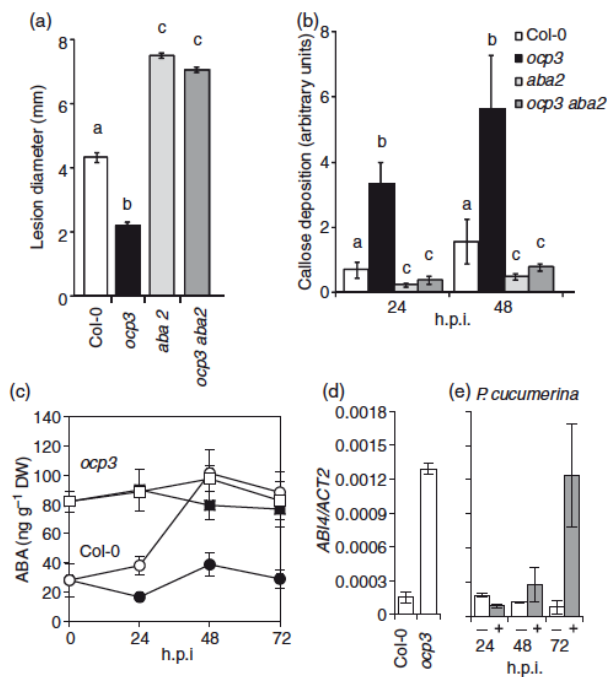 (a)
Lesion diameter (mm)
8
6
4
2
0
a
b
c
c
Col-0
ocp3
aba 2
ocp3 aba2
(b)
Callose deposition (arbitrary units)
8
6
4
2
0
a
b
c
c
a
b
c
c
24
48
h.p.i.
Col-0
ocp3
aba2
ocp3 aba2
(c)
ABA (ng g⁻¹ DW)
140
120
100
80
60
40
20
0
ocp3
Col-0
0
24
48
72
h.p.i
(d)
ABI4/ACT2
0.0018
0.0015
0.0012
0.0009
0.0006
0.0003
0
Col-0
ocp3
(e)
P. cucumerina
– + – + – +
24 48 72
h.p.i.